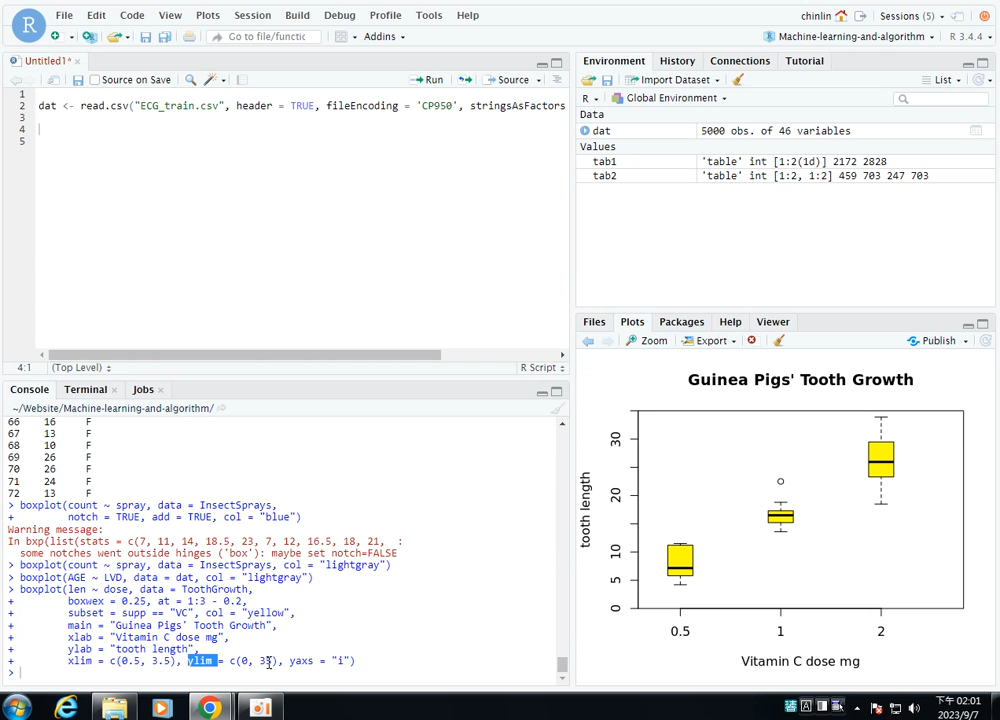 File Edit Code View Plots Session Build Debug Profile Tools Help
chinlin Sessions (5)
R
Go to file/functic Addins
Machine-learning-and-algorithm R 3.4.4
Untitled1* ×
Source on Save Run Source
1
2 dat <- read.csv("ECG_train.csv", header = TRUE, fileEncoding = 'CP950', stringsAsFactors
3
4
5
4:1 (Top Level) R Script
Console Terminal × Jobs ×
~/Website/Machine-learning-and-algorithm/
66 16 F
67 13 F
68 10 F
69 26 F
70 26 F
71 24 F
72 13 F
> boxplot(count ~ spray, data = InsectSprays,
+ notch = TRUE, add = TRUE, col = "blue")
Warning message:
In bxp(list(stats = c(7, 11, 14, 18.5, 23, 7, 12, 16.5, 18, 21, :
some notches went outside hinges ('box'): maybe set notch=FALSE
> boxplot(count ~ spray, data = InsectSprays, col = "lightgray")
> boxplot(AGE ~ LVD, data = dat, col = "lightgray")
> boxplot(len ~ dose, data = ToothGrowth,
+ boxwex = 0.25, at = 1:3 - 0.2,
+ subset = supp == "VC", col = "yellow",
+ main = "Guinea Pigs' Tooth Growth",
+ xlab = "Vitamin C dose mg",
+ ylab = "tooth length",
+ xlim = c(0.5, 3.5), ylim = c(0, 35), yaxs = "i")
>
Environment History Connections Tutorial
Import Dataset List
R Global Environment
Data
dat 5000 obs. of 46 variables
Values
tab1 'table' int [1:2(1d)] 2172 2828
tab2 'table' int [1:2, 1:2] 459 703 247 703
Files Plots Packages Help Viewer
Zoom Export Publish
Guinea Pigs' Tooth Growth
tooth length
30
20
10
5
0
0.5 1 2
Vitamin C dose mg
下午 02:01
2023/9/7